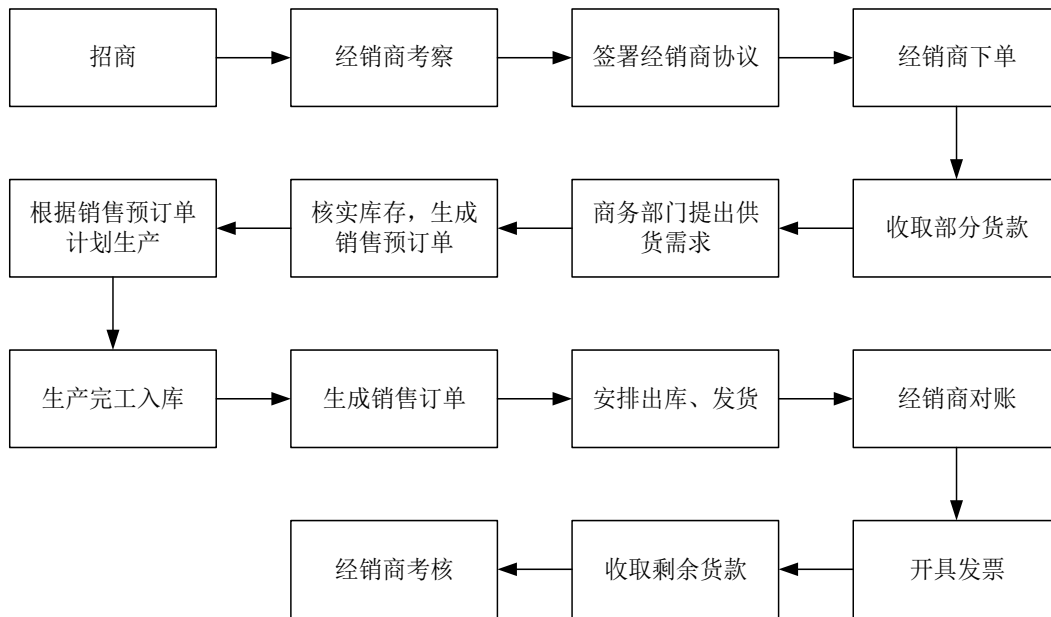 招商
经销商考察
签署经销商协议
经销商下单
收取部分货款
商务部门提出供
货需求
核实库存，生成
销售预订单
根据销售预订单
计划生产
生产完工入库
生成销售订单
安排出库、发货
经销商对账
开具发票
收取剩余货款
经销商考核